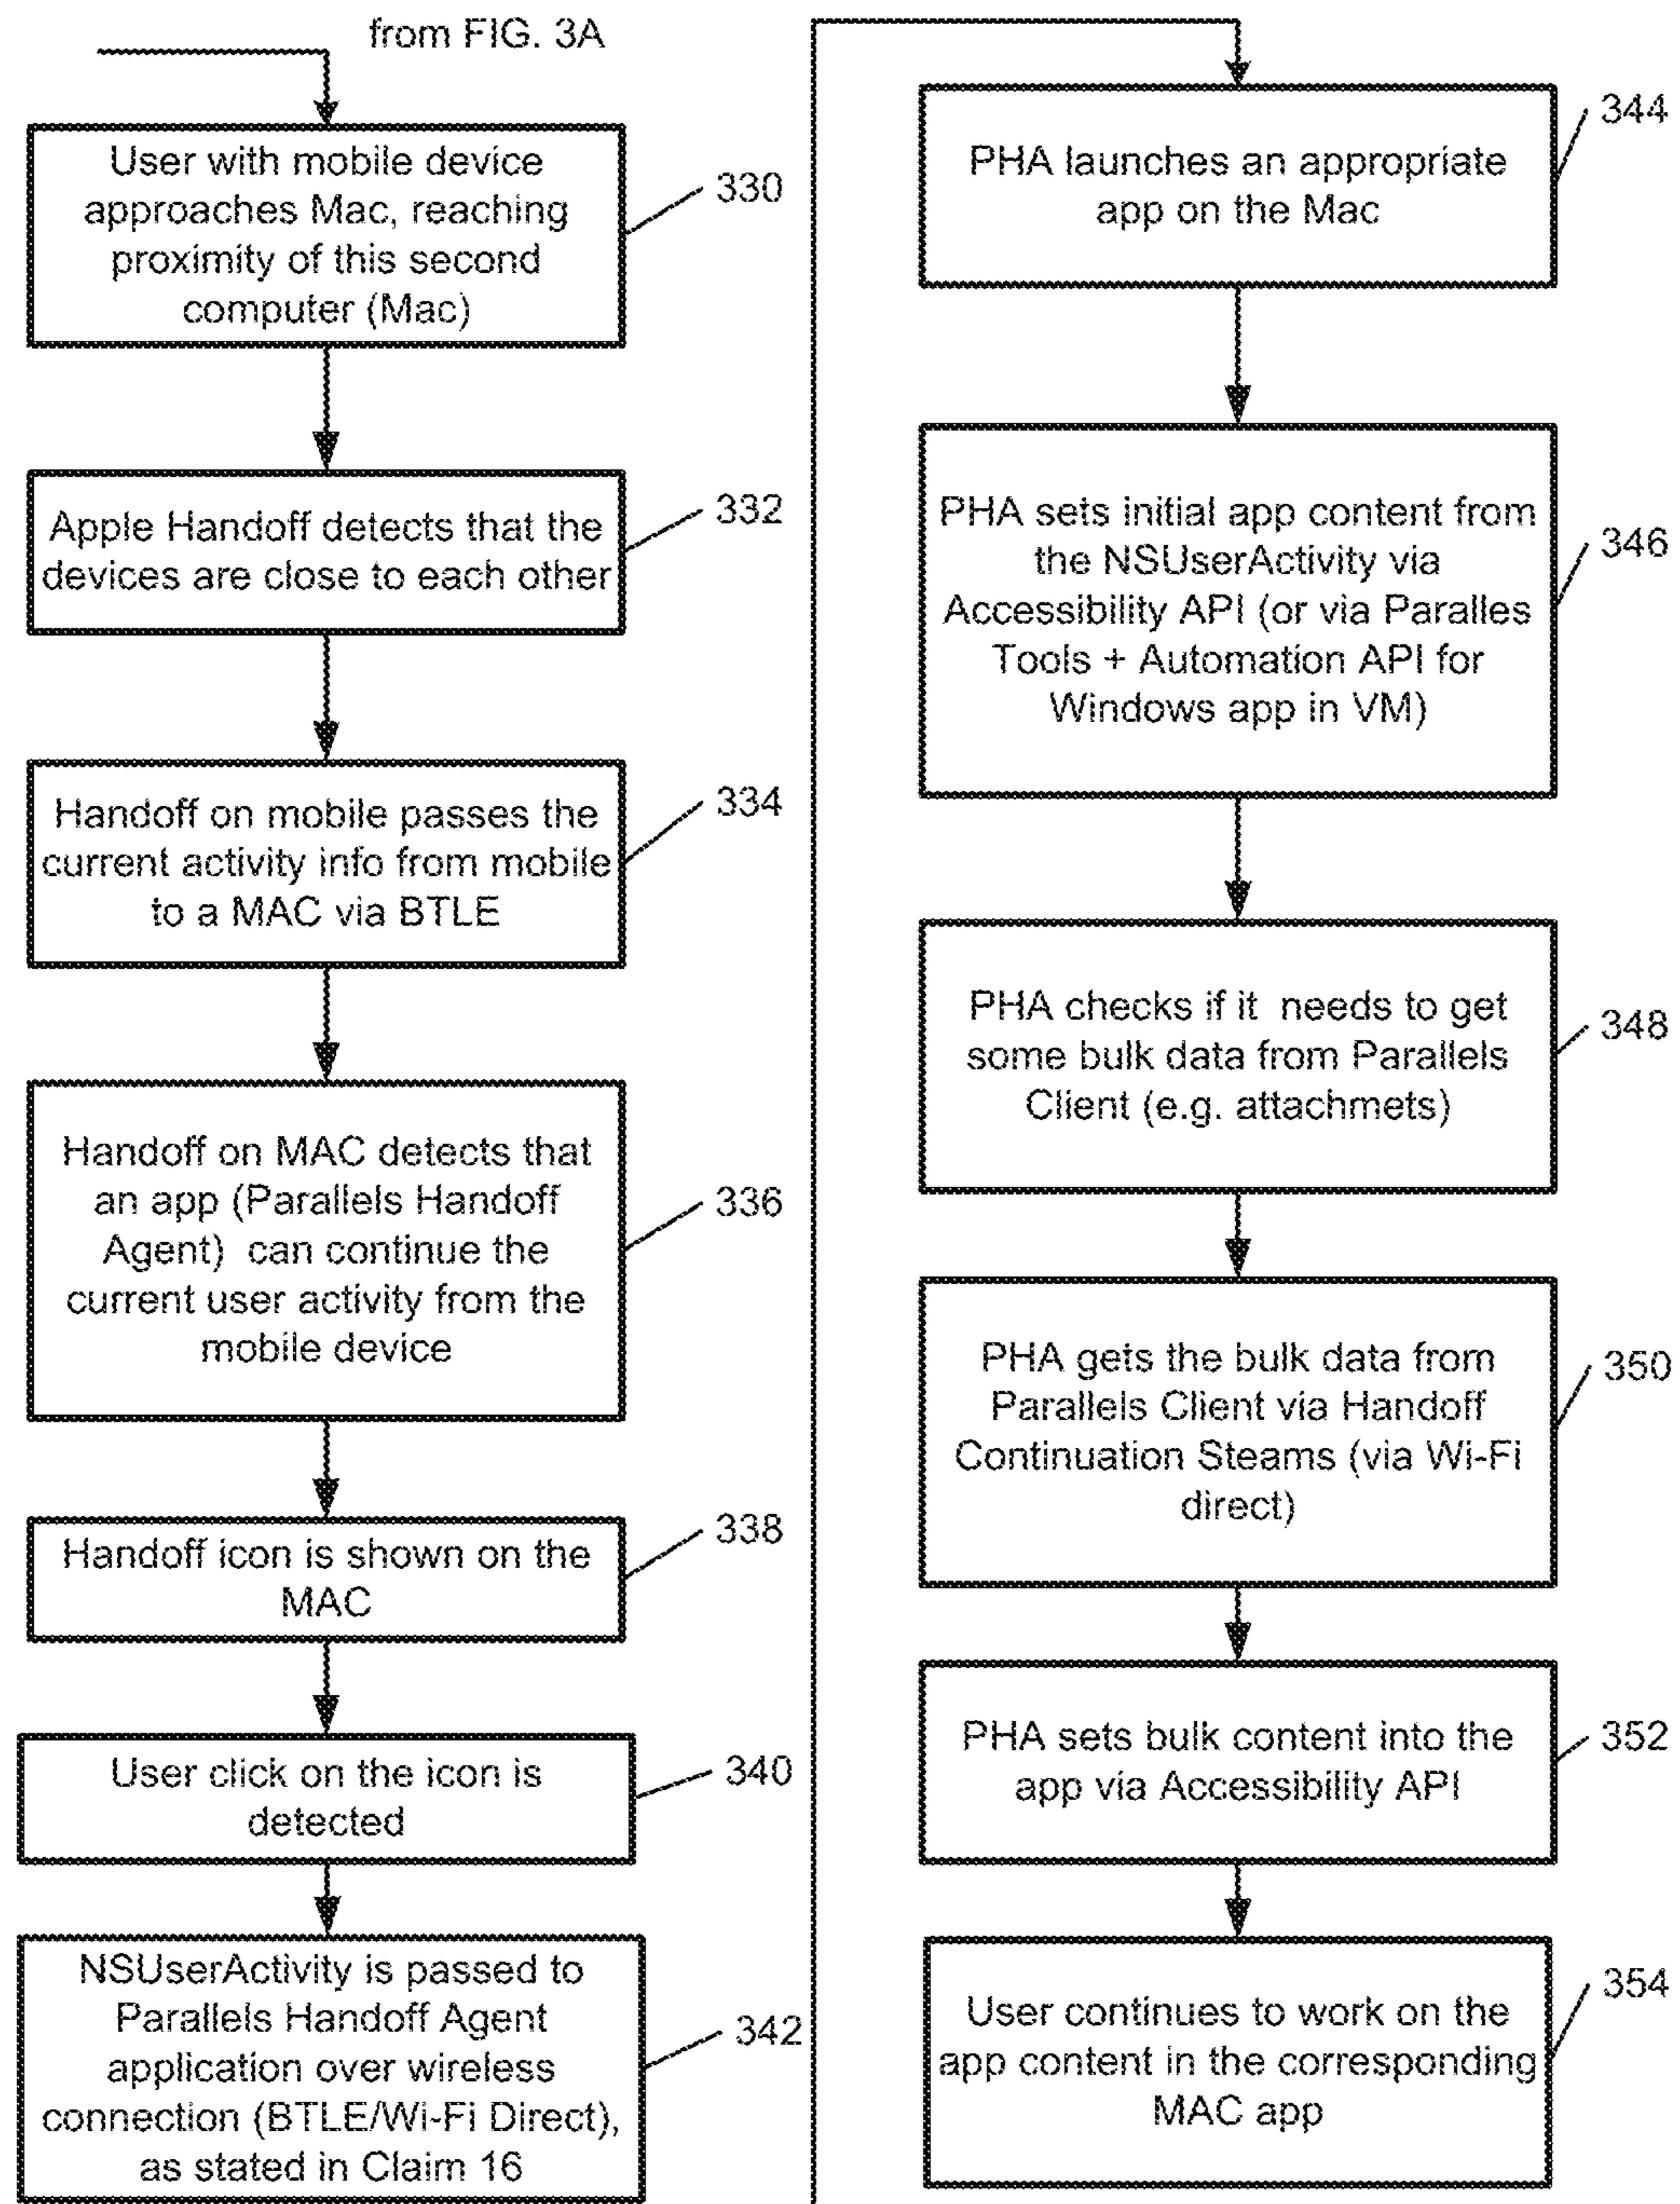 from FIG. 3A
User with mobile device
approaches Mac, reaching
proximity of this second
computer (Mac)
330
Apple Handoff detects that the
devices are close to each other
332
Handoff on mobile passes the
current activity info from mobile
to a MAC via BTLE
334
Handoff on MAC detects that
an app (Parallels Handoff
Agent) can continue the
current user activity from the
mobile device
336
Handoff icon is shown on the
MAC
338
User click on the icon is
detected
340
NSUserActivity is passed to
Parallels Handoff Agent
application over wireless
connection (BTLE/Wi-Fi Direct),
as stated in Claim 16
342
PHA launches an appropriate
app on the Mac
344
PHA sets initial app content from
the NSUserActivity via
Accessibility API (or via Paralles
Tools + Automation API for
Windows app in VM)
346
PHA checks if it needs to get
some bulk data from Parallels
Client (e.g. attachmets)
348
PHA gets the bulk data from
Parallels Client via Handoff
Continuation Steams (via Wi-Fi
direct)
350
PHA sets bulk content into the
app via Accessibility API
352
User continues to work on the
app content in the corresponding
MAC app
354